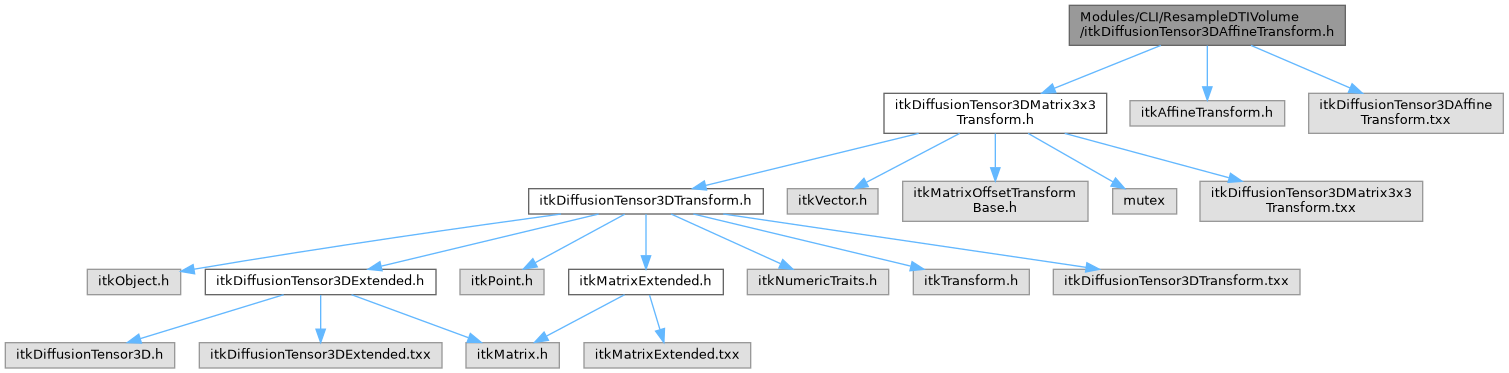 Modules/CLI/ResampleDTIVolume
/itkDiffusionTensor3DAffineTransform.h
itkDiffusionTensor3DMatrix3x3
Transform.h
itkAffineTransform.h
itkDiffusionTensor3DAffine
Transform.txx
itkDiffusionTensor3DTransform.h
itkVector.h
itkMatrixOffsetTransform
Base.h
mutex
itkDiffusionTensor3DMatrix3x3
Transform.txx
itkObject.h
itkDiffusionTensor3DExtended.h
itkPoint.h
itkMatrixExtended.h
itkNumericTraits.h
itkTransform.h
itkDiffusionTensor3DTransform.txx
itkDiffusionTensor3D.h
itkDiffusionTensor3DExtended.txx
itkMatrix.h
itkMatrixExtended.txx